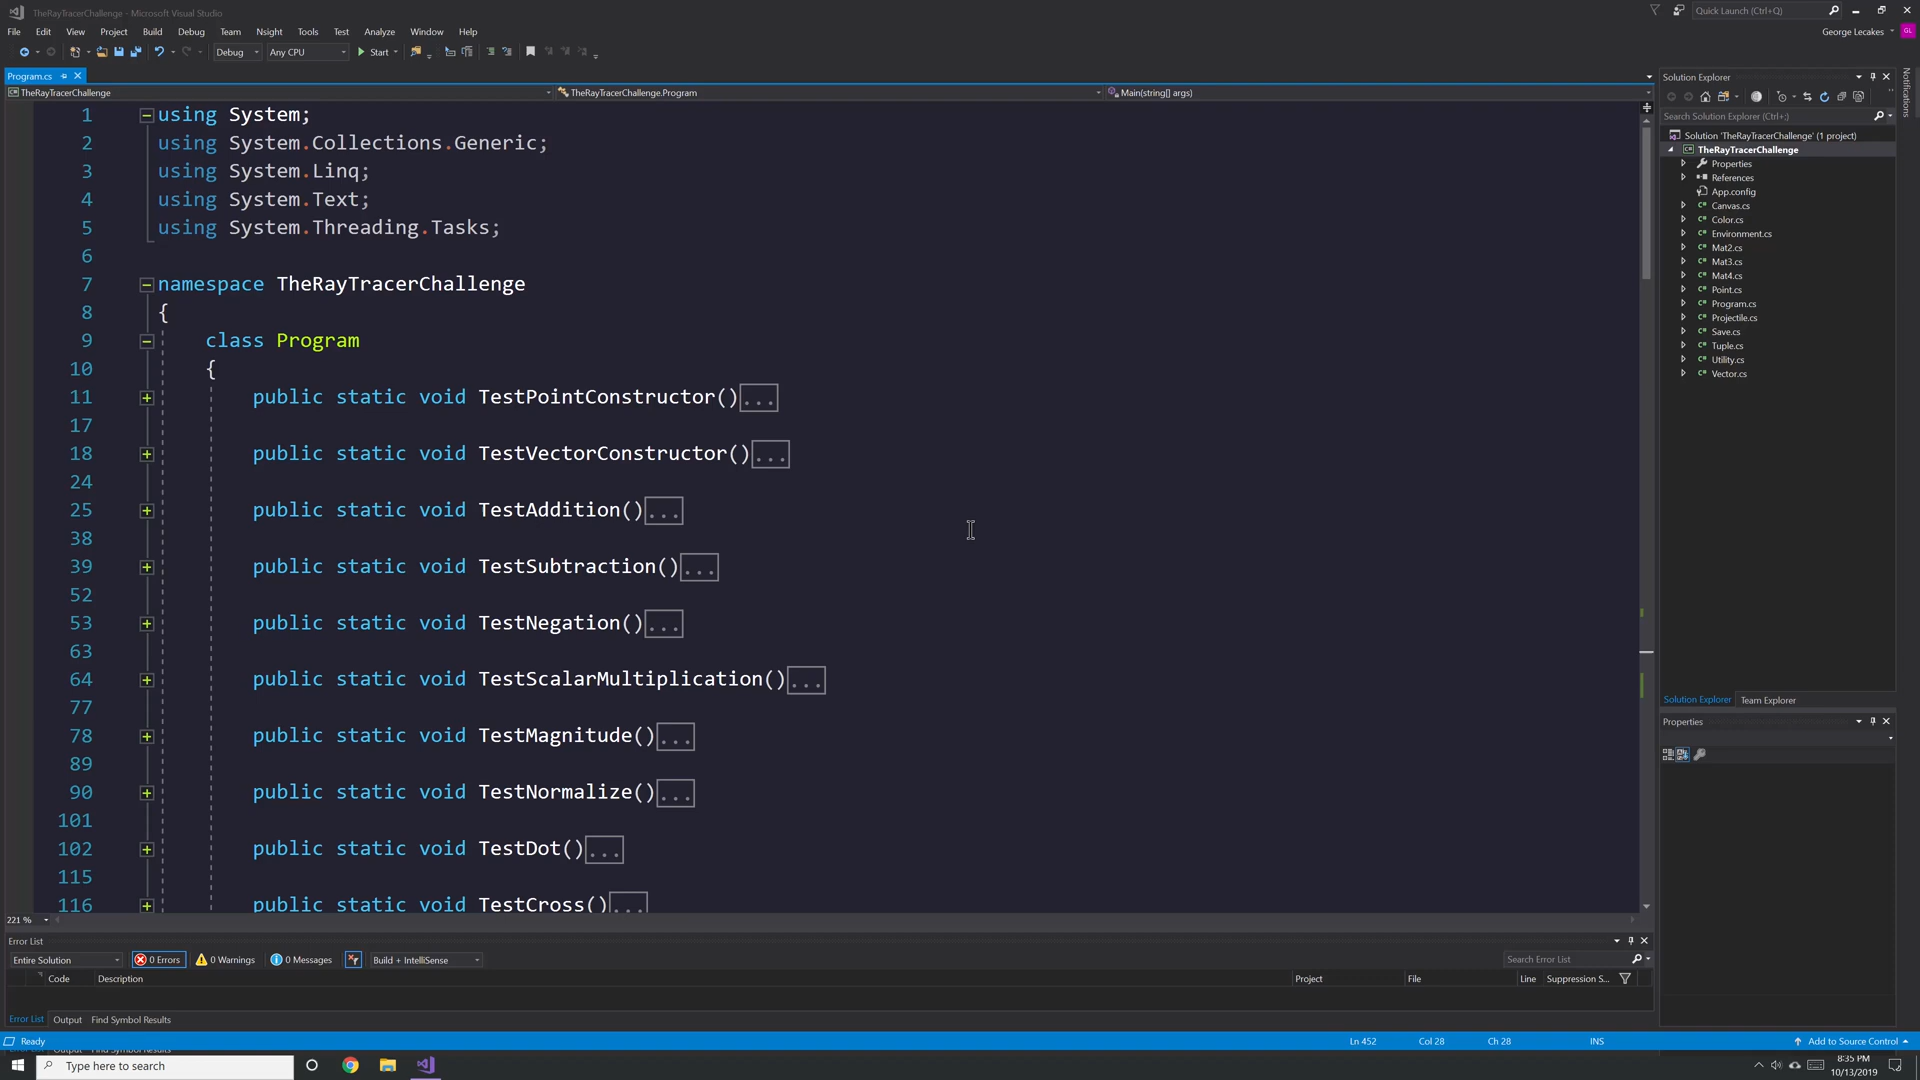 TheRayTracerChallenge - Microsoft Visual Studio
Quick Launch (Ctrl+Q)
File Edit View Project Build Debug Team Nsight Tools Test Analyze Window Help
George Lecakes GL
Debug Any CPU Start
Program.cs
TheRayTracerChallenge TheRayTracerChallenge.Program Main(string[] args)
1 using System;
2 using System.Collections.Generic;
3 using System.Linq;
4 using System.Text;
5 using System.Threading.Tasks;
6
7 namespace TheRayTracerChallenge
8 {
9 class Program
10 {
11 public static void TestPointConstructor()...
17
18 public static void TestVectorConstructor()...
24
25 public static void TestAddition()...
38
39 public static void TestSubtraction()...
52
53 public static void TestNegation()...
63
64 public static void TestScalarMultiplication()...
77
78 public static void TestMagnitude()...
89
90 public static void TestNormalize()...
101
102 public static void TestDot()...
115
116 public static void TestCross()...
221 %
Solution Explorer
Search Solution Explorer (Ctrl+;)
Solution 'TheRayTracerChallenge' (1 project)
TheRayTracerChallenge
Properties
References
App.config
Canvas.cs
Color.cs
Environment.cs
Mat2.cs
Mat3.cs
Mat4.cs
Point.cs
Program.cs
Projectile.cs
Save.cs
Tuple.cs
Utility.cs
Vector.cs
Solution Explorer Team Explorer
Properties
Notifications
Error List
Entire Solution 0 Errors 0 Warnings 0 Messages Build + IntelliSense Search Error List
Code Description Project File Line Suppression S...
Error List Output Find Symbol Results
Ready Ln 452 Col 28 Ch 28 INS Add to Source Control
Type here to search
8:35 PM
10/13/2019